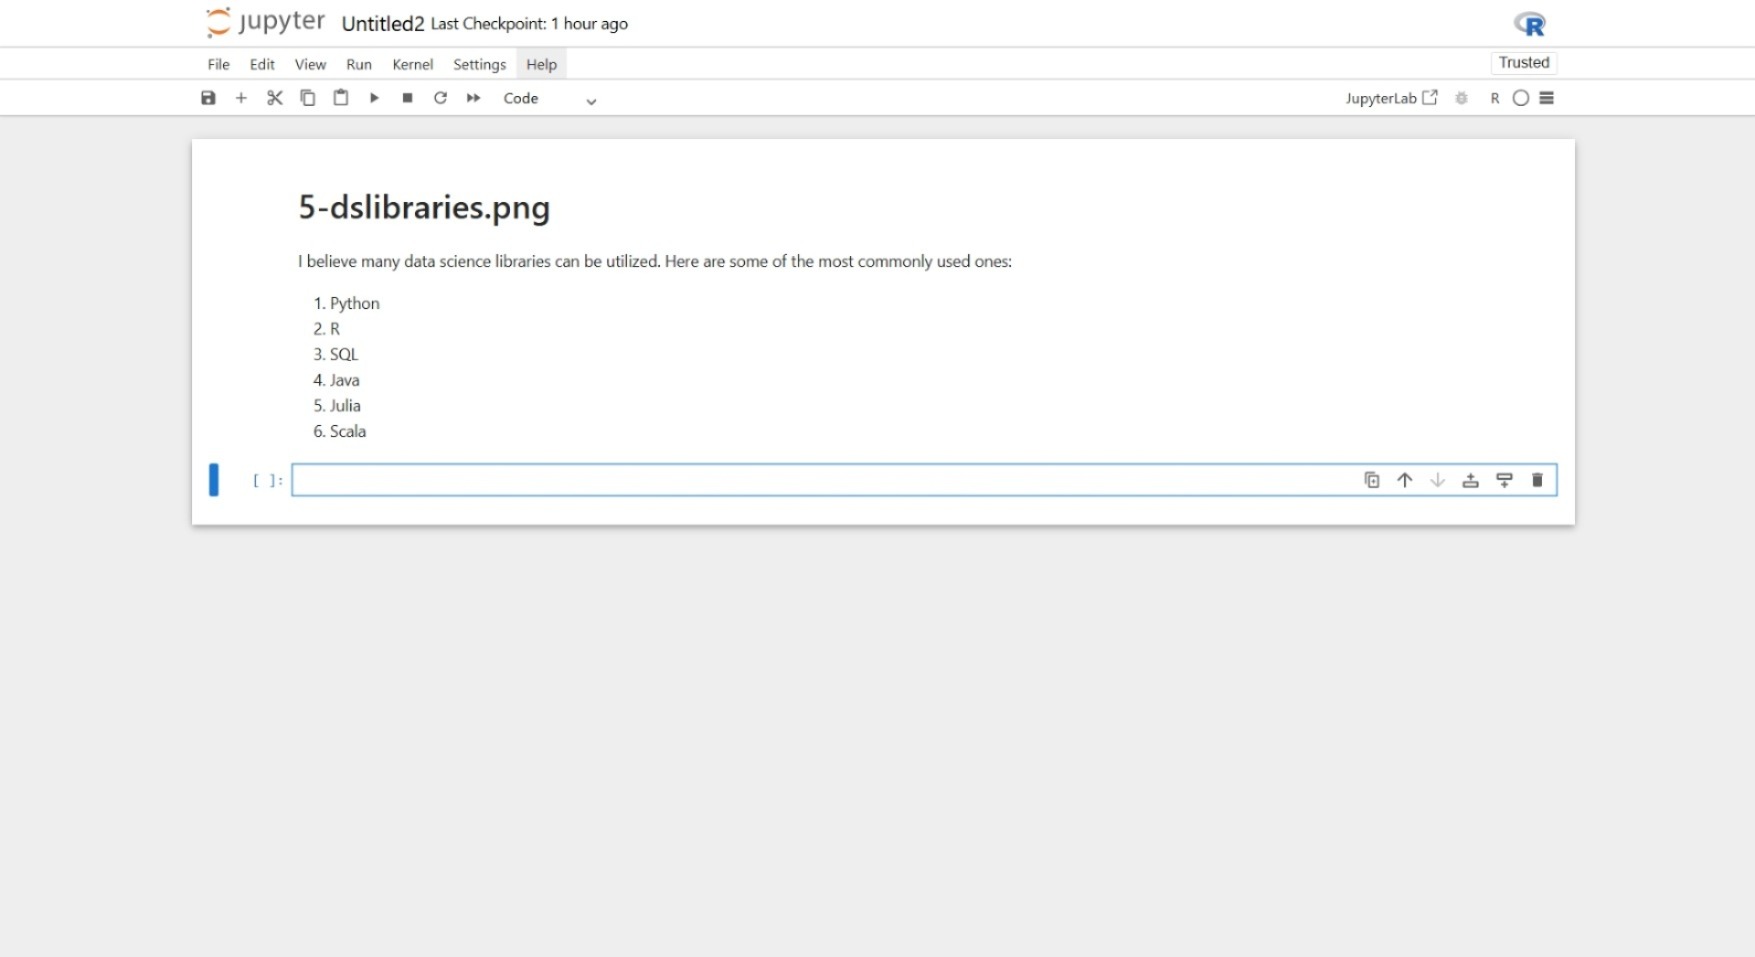 jupyter Untitled2 Last Checkpoint: 1 hour ago
R
File Edit View Run Kernel Settings Help
Trusted
Code
JupyterLab
R
5-dslibraries.png
I believe many data science libraries can be utilized. Here are some of the most commonly used ones:
1. Python
2. R
3. SQL
4. Java
5. Julia
6. Scala
[ ]: